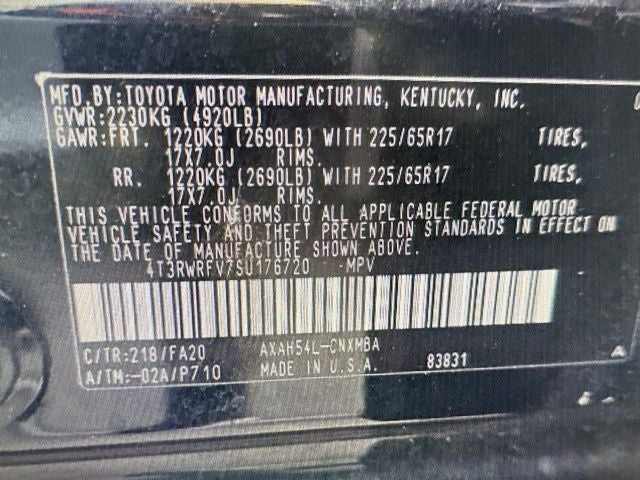 MFD.BY:TOYOTA MOTOR MANUFACTURING, KENTUCKY, INC.
GVWR:2230KG (4920LB)
GAWR:FRT. 1220KG (2690LB) WITH 225/65R17 TIRES,
17X7.0J RIMS.
RR. 1220KG (2690LB) WITH 225/65R17 TIRES,
17X7.0J RIMS.
THIS VEHICLE CONFORMS TO ALL APPLICABLE FEDERAL MOTOR
VEHICLE SAFETY AND THEFT PREVENTION STANDARDS IN EFFECT ON
THE DATE OF MANUFACTURE SHOWN ABOVE.
4T3RWRFV7SU176720 -MPV
C/TR:218/FA20 AXAH54L-CNXMBA
A/TM:-02A/P710 MADE IN U.S.A. 83831 A